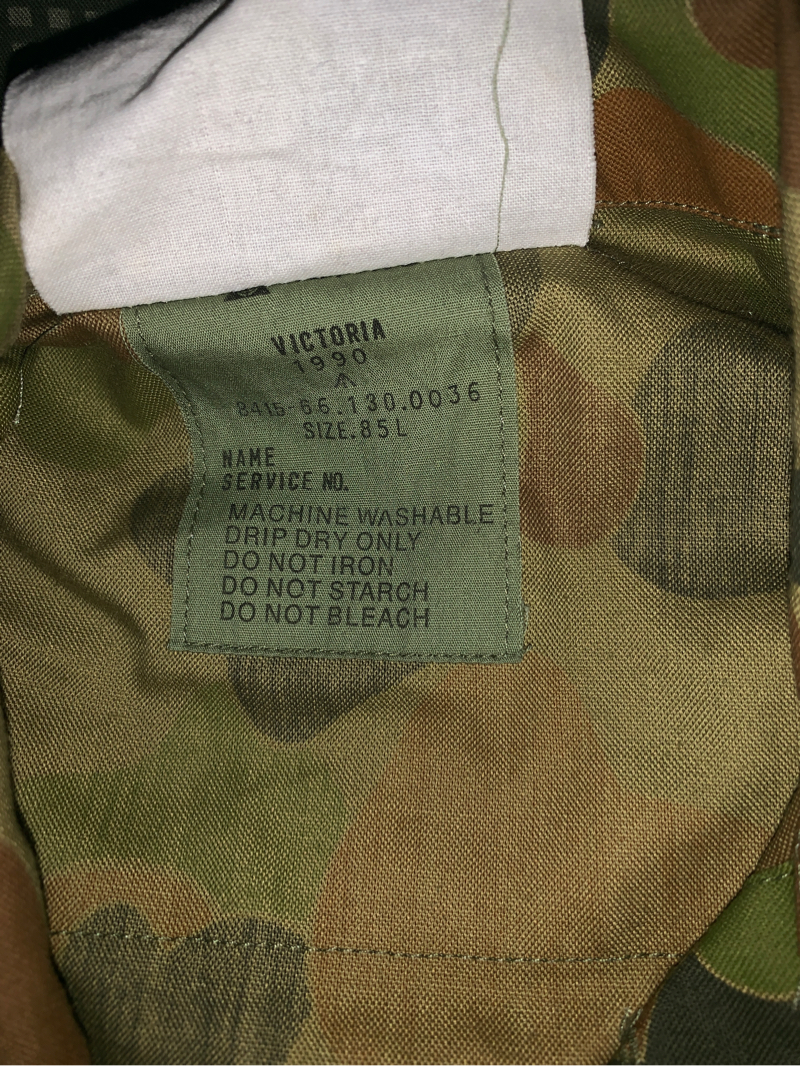 VICTORIA
1990
8415-66.130.0036
SIZE.85L
NAME
SERVICE NO.
MACHINE WASHABLE
DRIP DRY ONLY
DO NOT IRON
DO NOT STARCH
DO NOT BLEACH